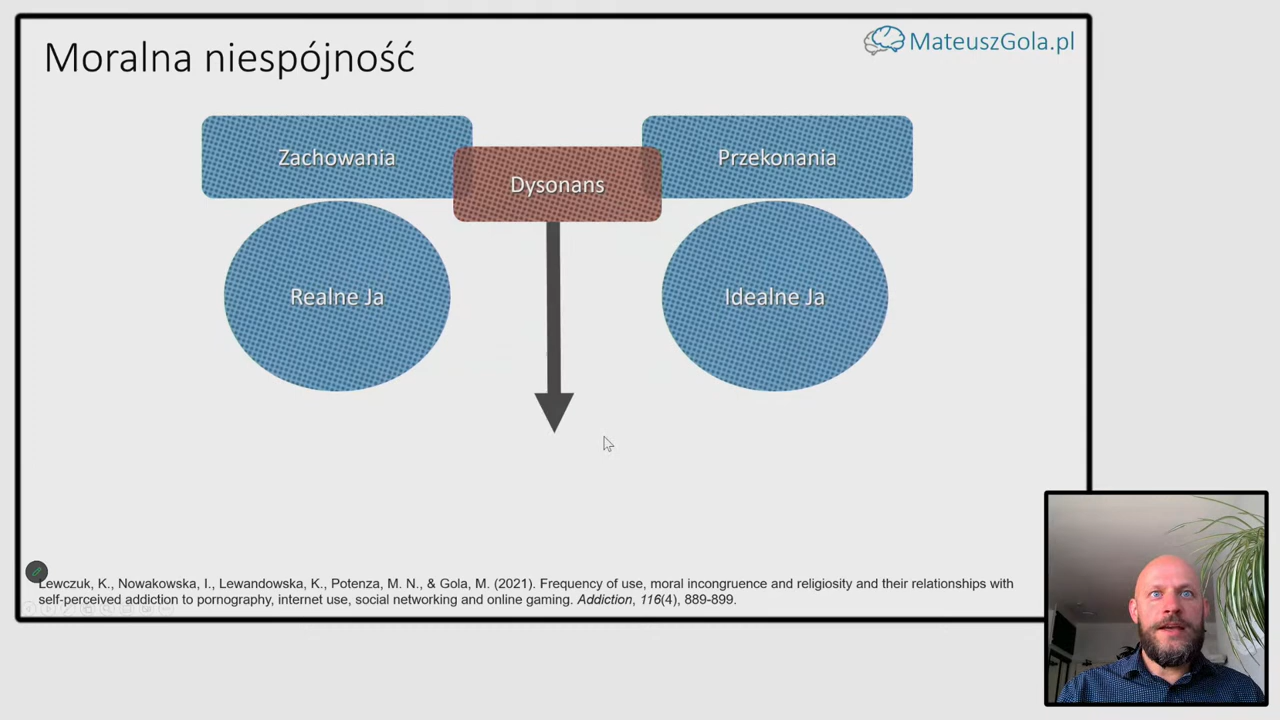 Moralna niespójność
MateuszGola.pl
Zachowania
Przekonania
Dysonans
Realne Ja
Idealne Ja
Lewczuk, K., Nowakowska, I., Lewandowska, K., Potenza, M. N., & Gola, M. (2021). Frequency of use, moral incongruence and religiosity and their relationships with
self-perceived addiction to pornography, internet use, social networking and online gaming. Addiction, 116(4), 889-899.